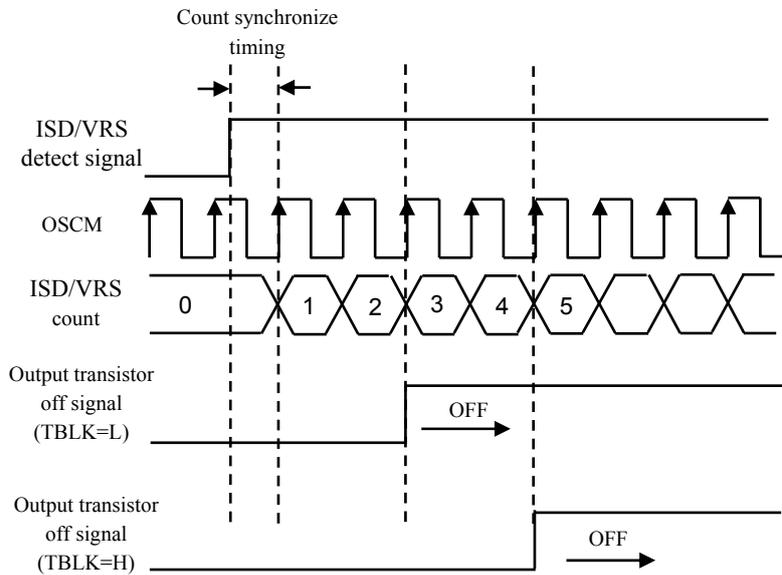 Count synchronize
timing
ISD/VRS
detect signal
OSCM
ISD/VRS
count
0 1 2 3 4 5
Output transistor
off signal
(TBLK=L)
OFF
Output transistor
off signal
(TBLK=H)
OFF